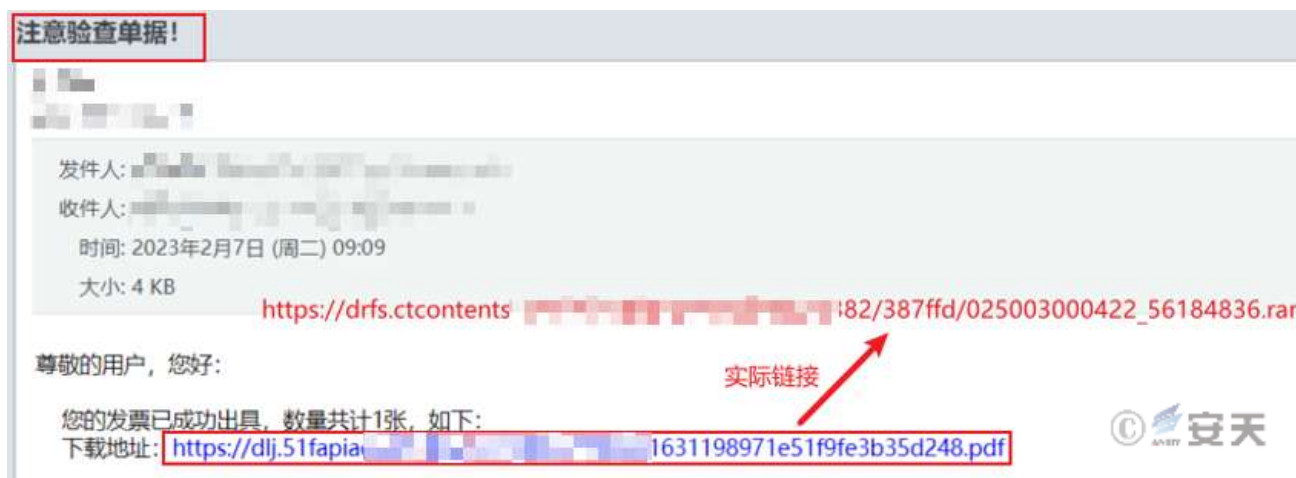 注意验查单据！
发件人:
收件人:
时间: 2023年2月7日 (周二) 09:09
大小: 4 KB
https://drfs.ctcontents 382/387ffd/025003000422_56184836.rar
尊敬的用户，您好：
实际链接
您的发票已成功出具，数量共计1张，如下：
下载地址：https://dlj.51fapia 1631198971e51f9fe3b35d248.pdf
© ANTIY 安天